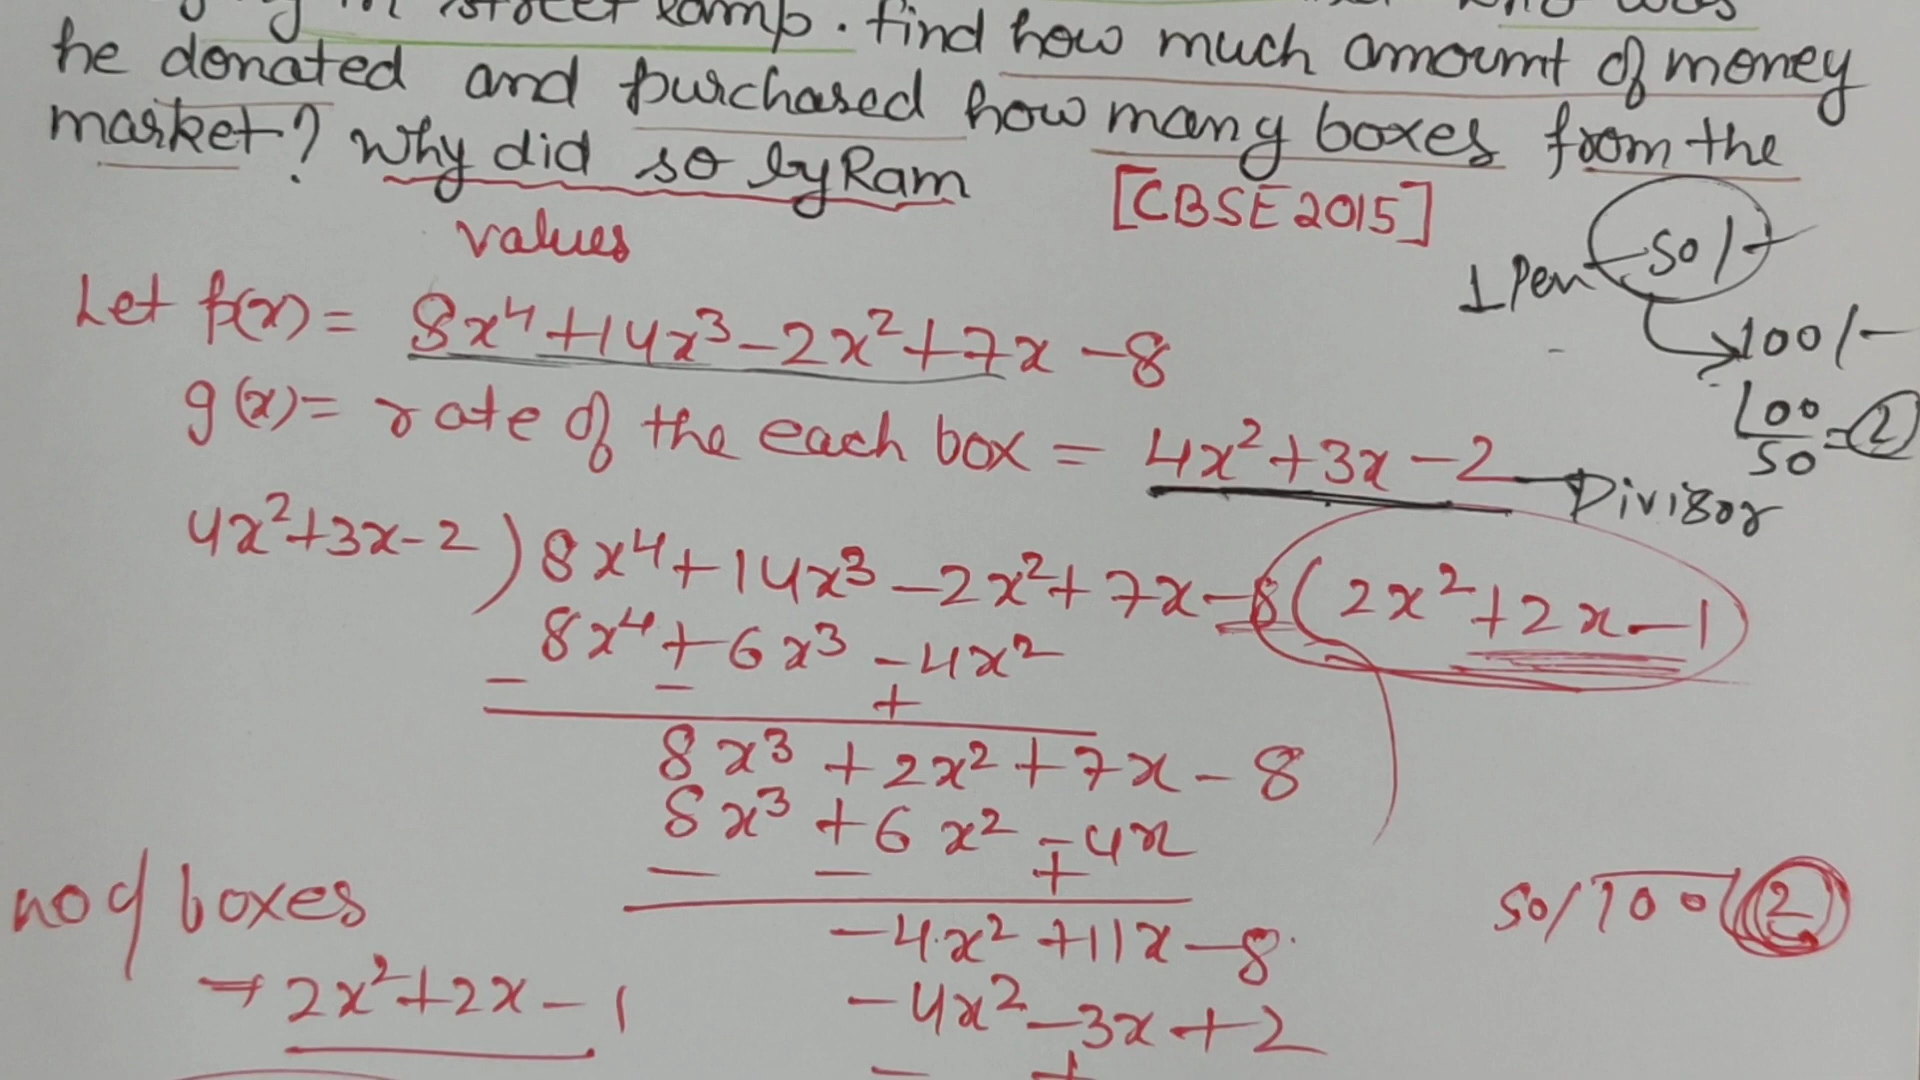 in street lamp. find how much amount of money
he donated and purchased how many boxes from the
market? Why did so by Ram
[CBSE 2015]
values
1 Pen 50/-
100/-
100/50 = 2
Let f(x) = 8x⁴+14x³-2x²+7x-8
g(x) = rate of the each box = 4x²+3x-2
Divisor
4x²+3x-2 ) 8x⁴+14x³-2x²+7x-8 ( 2x²+2x-1
8x⁴+6x³-4x²
- - +
8x³+2x²+7x-8
8x³+6x²-4x
- - +
-4x²+11x-8
-4x²-3x+2
- +
no of boxes
→ 2x²+2x-1
50/100(2